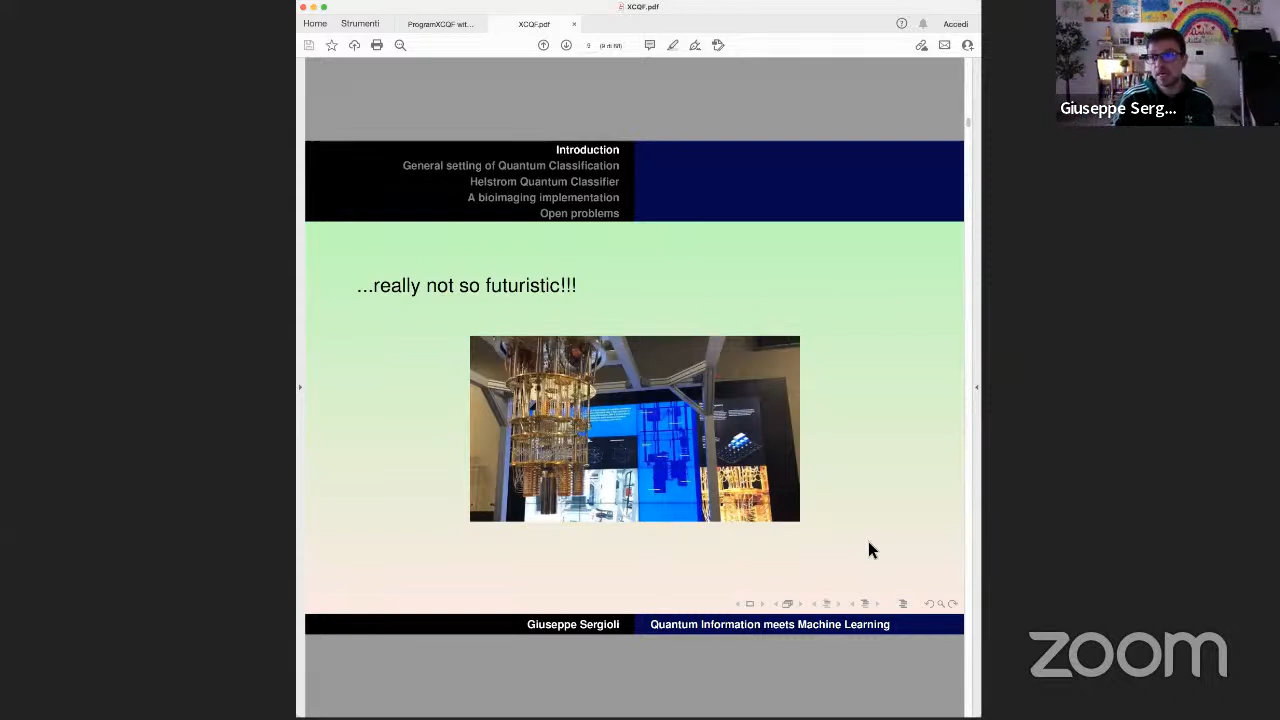 XCQF.pdf
Home Strumenti ProgramXCQF wit... XCQF.pdf × Accedi
9
Giuseppe Serg...
Introduction
General setting of Quantum Classification
Helstrom Quantum Classifier
A bioimaging implementation
Open problems
...really not so futuristic!!!
Giuseppe Sergioli Quantum Information meets Machine Learning
zoom